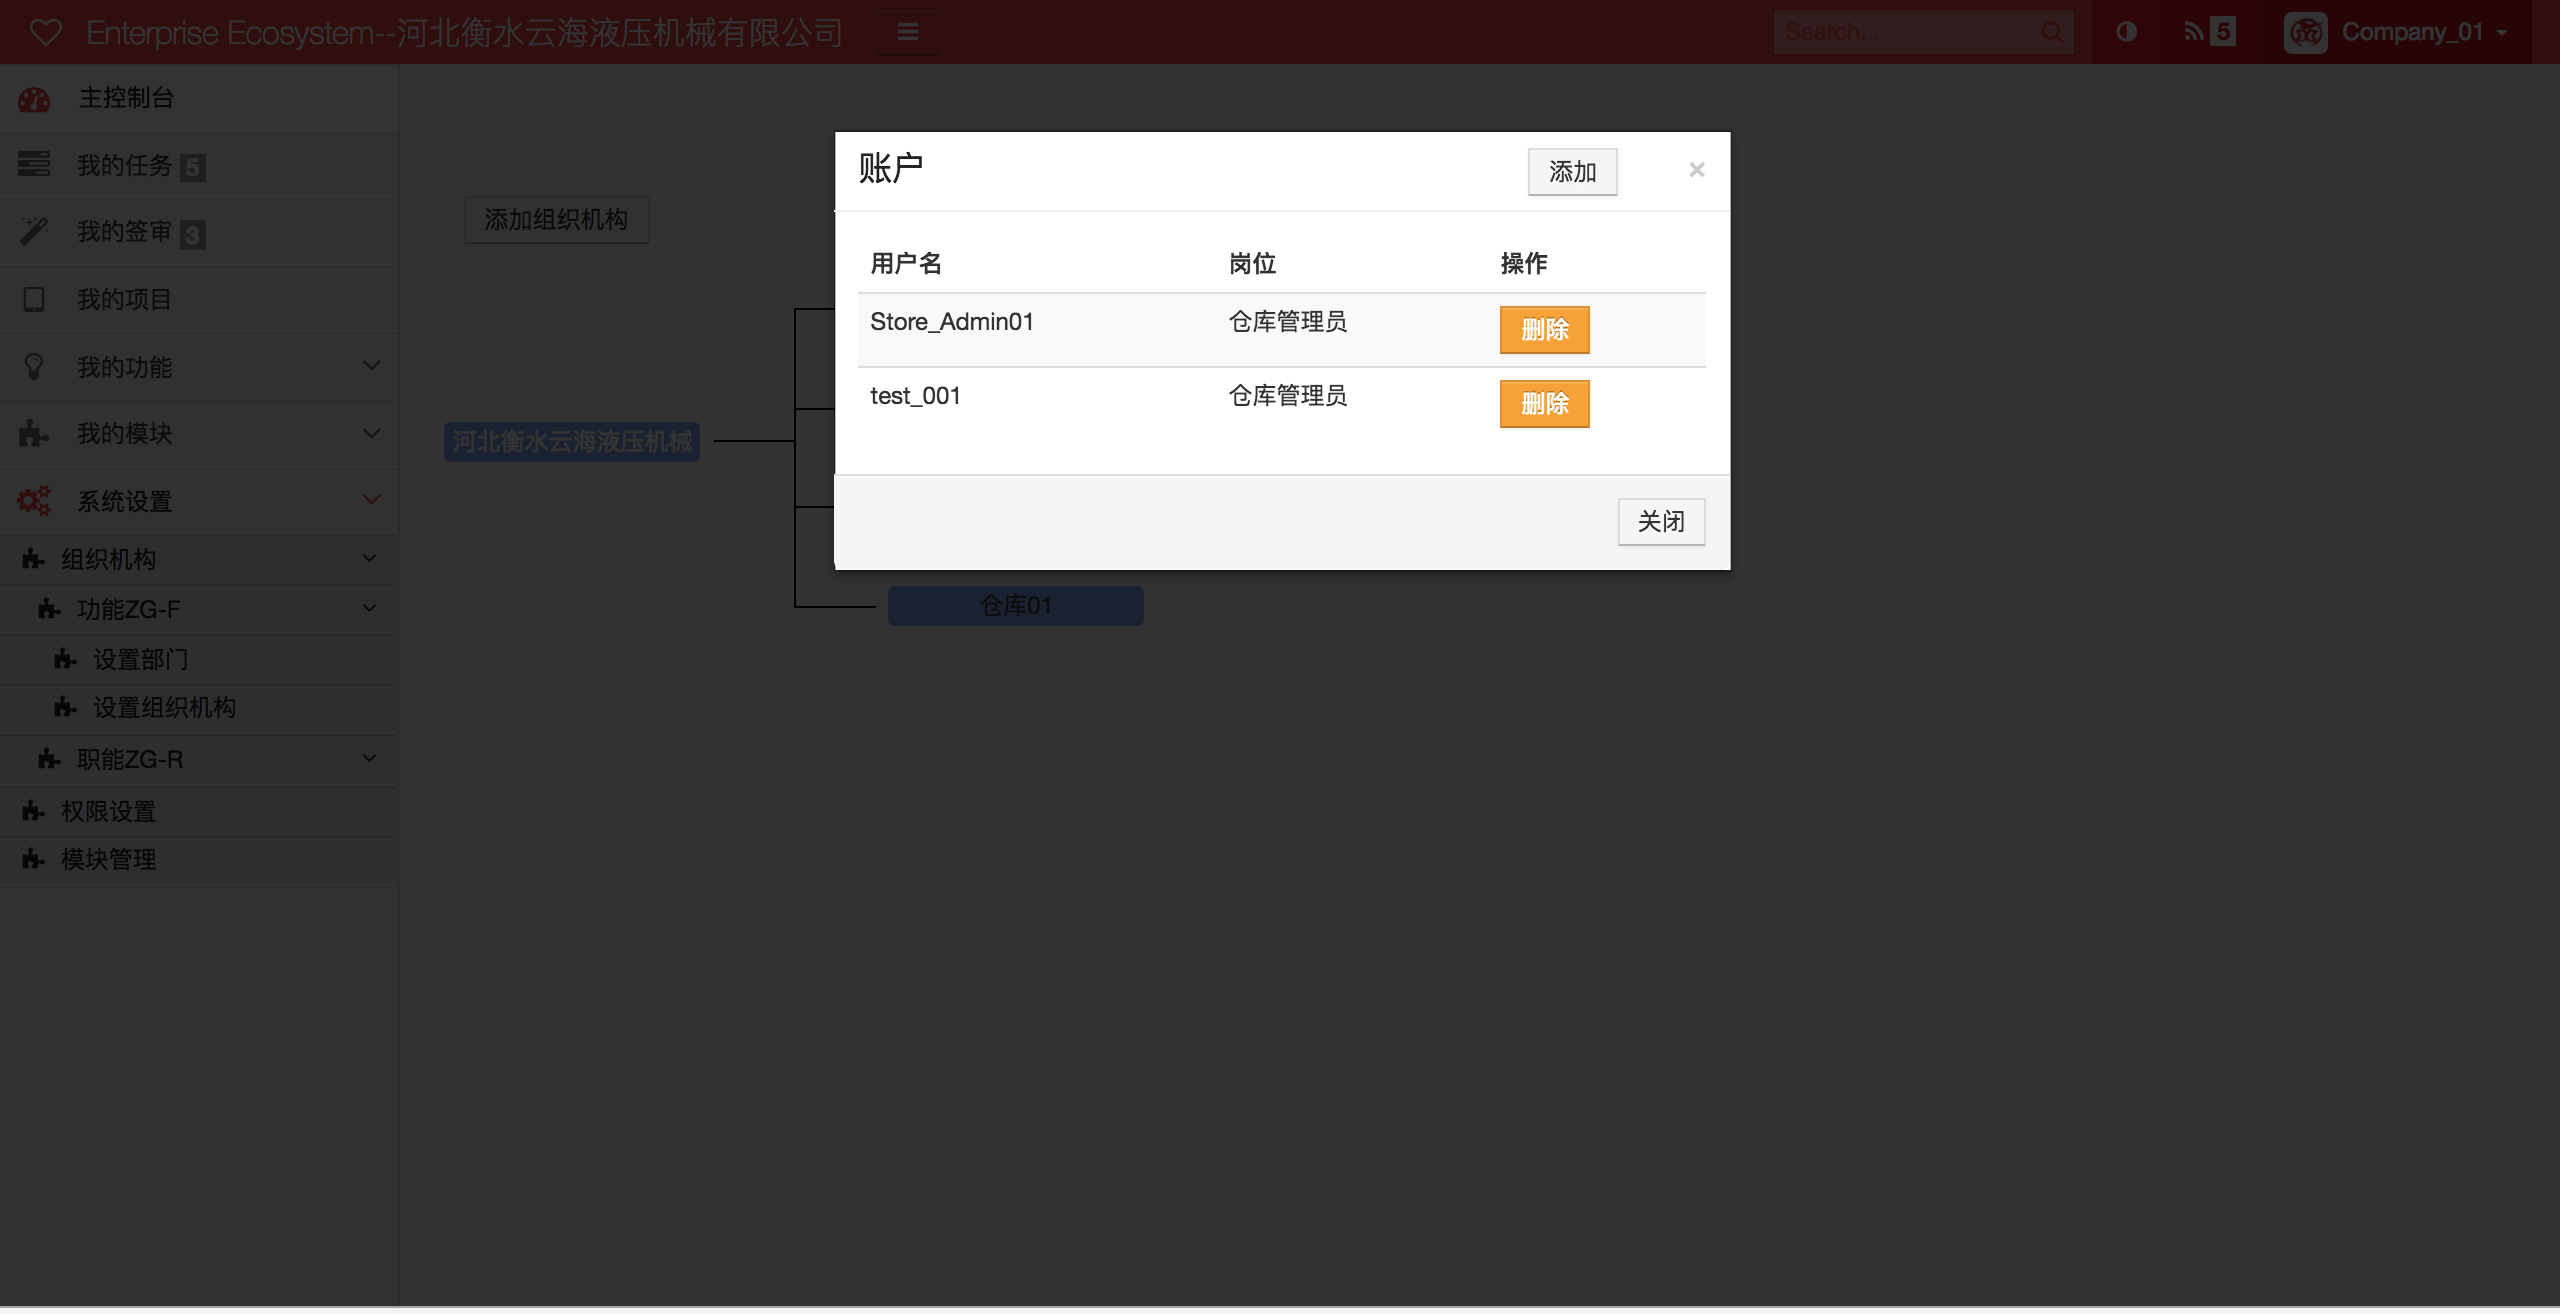 Enterprise Ecosystem--河北衡水云海液压机械有限公司
Search...
5
Company_01
主控制台
我的任务 5
我的签审 3
我的项目
我的功能
我的模块
系统设置
组织机构
功能ZG-F
设置部门
设置组织机构
职能ZG-R
权限设置
模块管理
添加组织机构
河北衡水云海液压机械
仓库01
账户
添加
×
用户名 岗位 操作
Store_Admin01 仓库管理员 删除
test_001 仓库管理员 删除
关闭